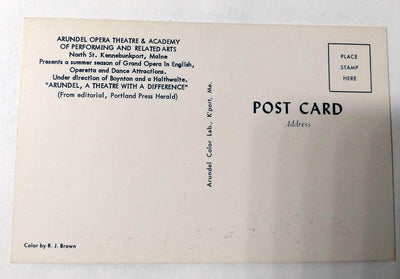 ARUNDEL OPERA THEATRE & ACADEMY
OF PERFORMING AND RELATED ARTS
North St. Kennebunkport, Maine
Presents a summer season of Grand Opera in English,
Operetta and Dance Attractions.
Under direction of Boynton and a Haithwaite.
"ARUNDEL, A THEATRE WITH A DIFFERENCE"
(From editorial, Portland Press Herald)
Color by R. J. Brown
Arundel Color Lab., K'port, Me.
PLACE
STAMP
HERE
POST CARD
Address